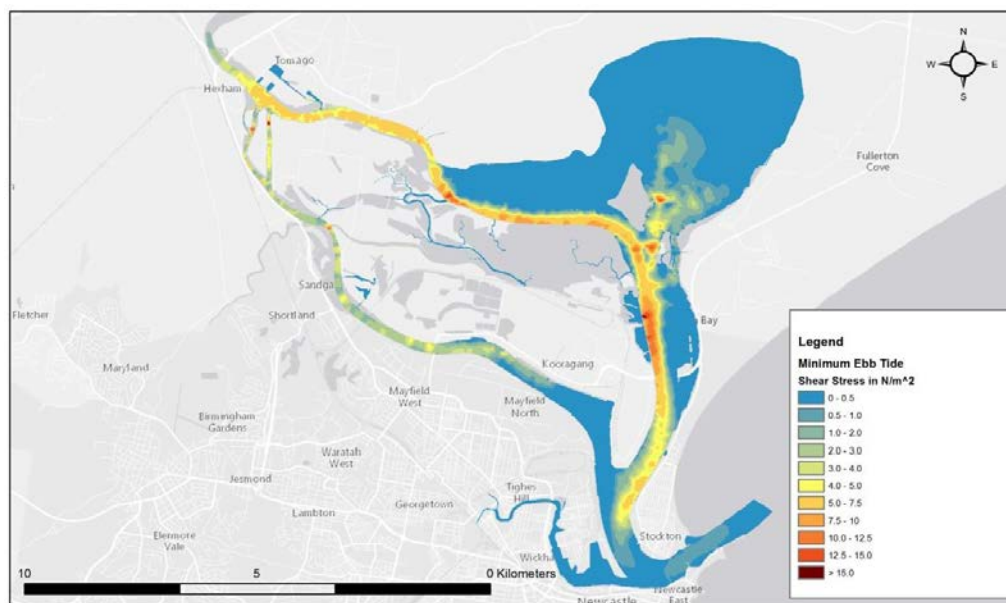 N
W E
S
Tomago
Hexham
Fullerton
Cove
Sandga
Fletcher
Shortland
Bay
Maryland
Kooragang
Mayfield
West
Mayfield
North
Birmingham
Gardens
Waratah
West
Jesmond
Georgetown
Tighes
Hill
Lambton
Elermore
Vale
Stockton
Wickha
Newcastle
East
Newcastle
10 5 0 Kilometers
Legend
Minimum Ebb Tide
Shear Stress in N/m^2
0 - 0.5
0.5 - 1.0
1.0 - 2.0
2.0 - 3.0
3.0 - 4.0
4.0 - 5.0
5.0 - 7.5
7.5 - 10
10.0 - 12.5
12.5 - 15.0
> 15.0